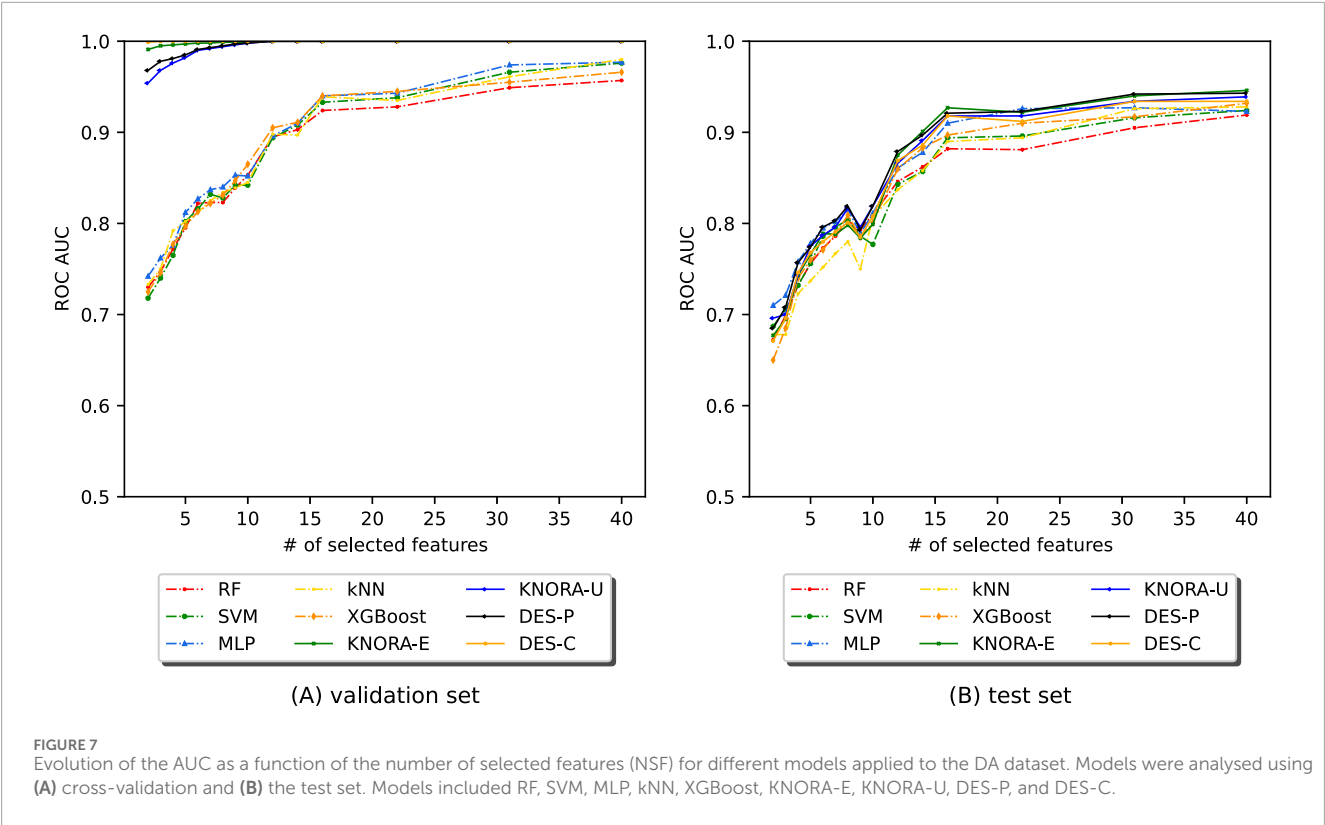 1.0
0.9
0.8
0.7
0.6
0.5
ROC AUC
5 10 15 20 25 30 35 40
# of selected features
RF kNN KNORA-U
SVM XGBoost DES-P
MLP KNORA-E DES-C
(A) validation set
1.0
0.9
0.8
0.7
0.6
0.5
ROC AUC
5 10 15 20 25 30 35 40
# of selected features
RF kNN KNORA-U
SVM XGBoost DES-P
MLP KNORA-E DES-C
(B) test set
FIGURE 7
Evolution of the AUC as a function of the number of selected features (NSF) for different models applied to the DA dataset. Models were analysed using
(A) cross-validation and (B) the test set. Models included RF, SVM, MLP, kNN, XGBoost, KNORA-E, KNORA-U, DES-P, and DES-C.